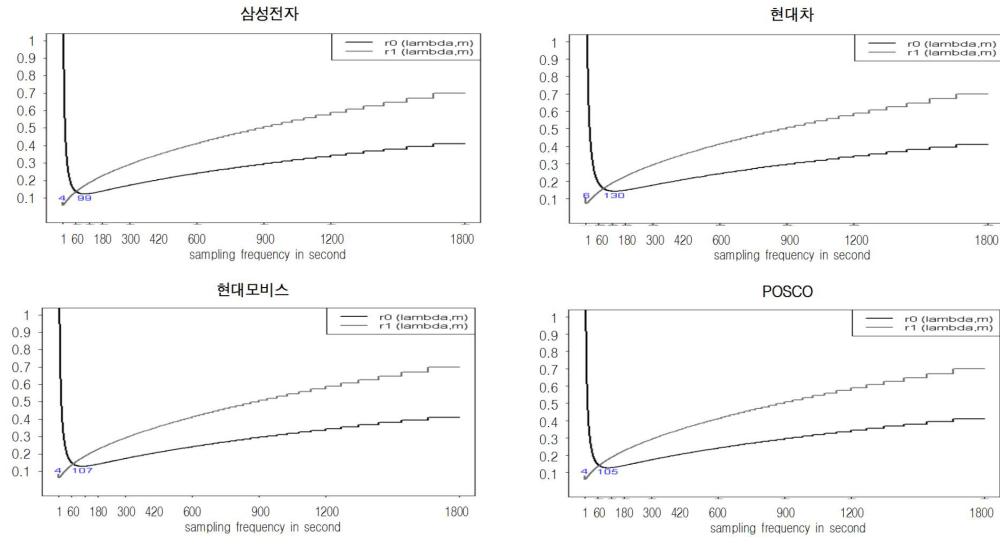 삼성전자
r0 (lambda,m)
r1 (lambda,m)
1
0.9
0.8
0.7
0.6
0.5
0.4
0.3
0.2
0.1
4 99
1 60 180 300 420 600 900 1200 1800
sampling frequency in second
현대차
r0 (lambda,m)
r1 (lambda,m)
1
0.9
0.8
0.7
0.6
0.5
0.4
0.3
0.2
0.1
6 130
1 60 180 300 420 600 900 1200 1800
sampling frequency in second
현대모비스
r0 (lambda,m)
r1 (lambda,m)
1
0.9
0.8
0.7
0.6
0.5
0.4
0.3
0.2
0.1
4 107
1 60 180 300 420 600 900 1200 1800
sampling frequency in second
POSCO
r0 (lambda,m)
r1 (lambda,m)
1
0.9
0.8
0.7
0.6
0.5
0.4
0.3
0.2
0.1
4 105
1 60 180 300 420 600 900 1200 1800
sampling frequency in second